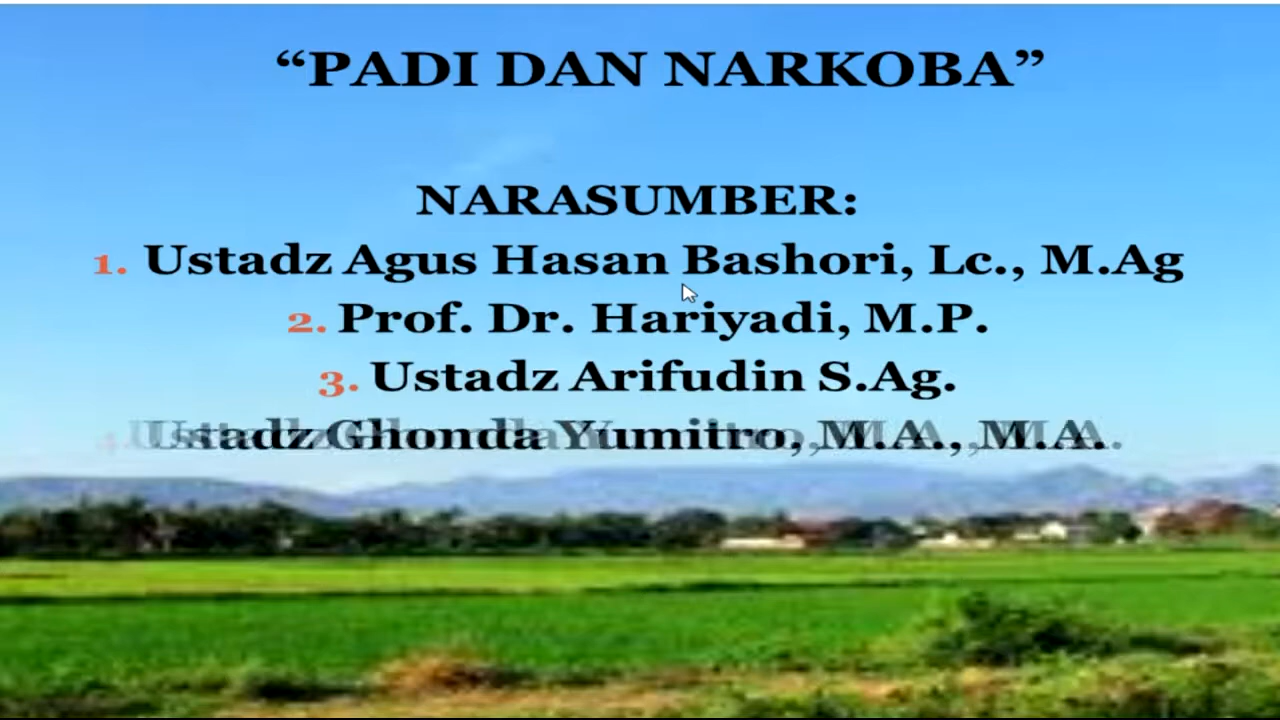 “PADI DAN NARKOBA”
NARASUMBER:
1. Ustadz Agus Hasan Bashori, Lc., M.Ag
2. Prof. Dr. Hariyadi, M.P.
3. Ustadz Arifudin S.Ag.
4. Ustadz Ghonda Yumitro, M.A., M.A.